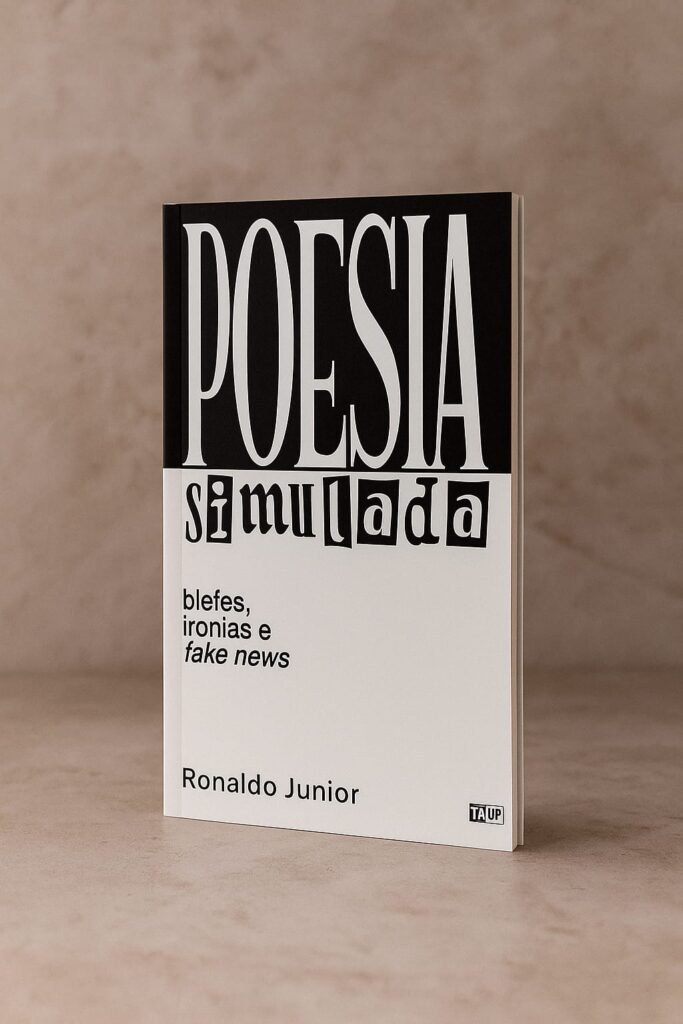 POESIA
simulada
blefes,
ironias e
fake news
Ronaldo Junior
TAUP